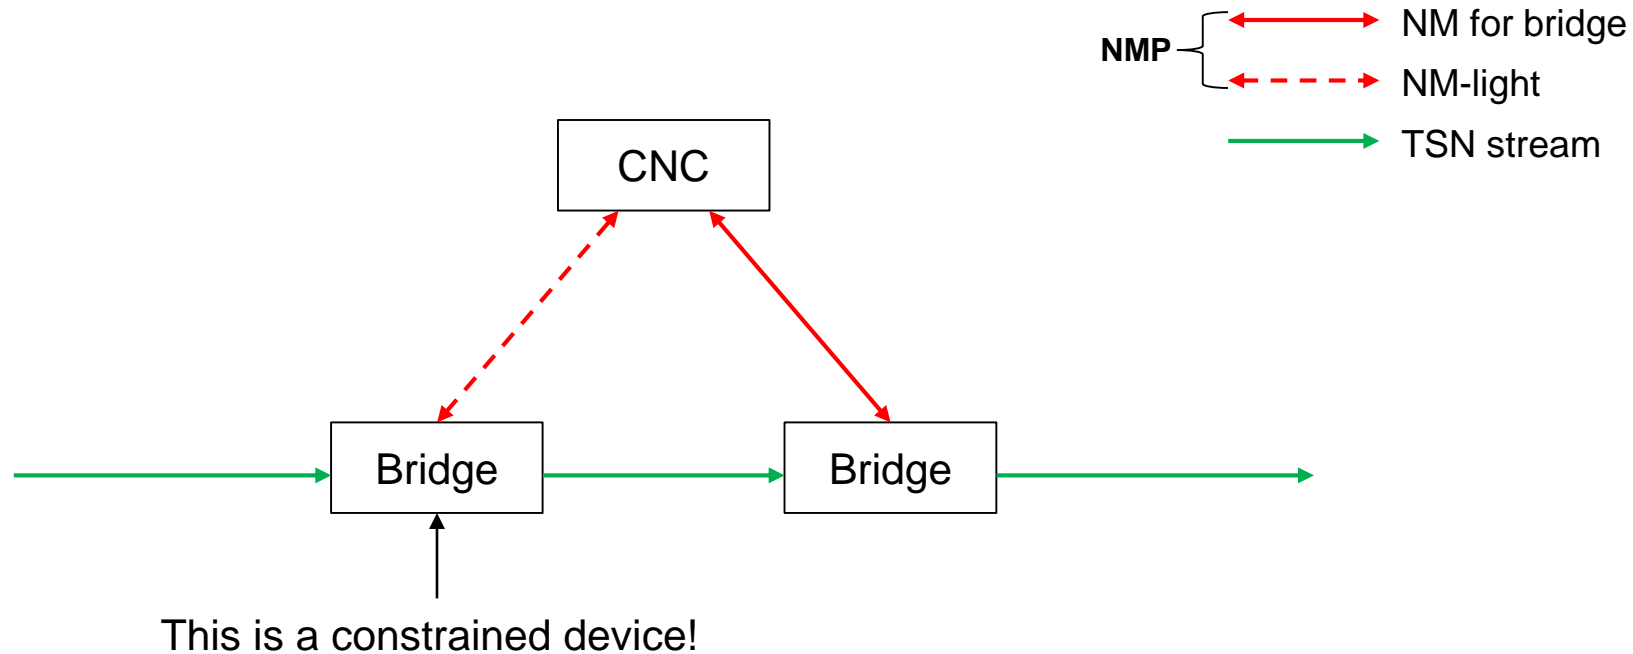 NMP
NM for bridge
NM-light
TSN stream
CNC
Bridge
Bridge
This is a constrained device!